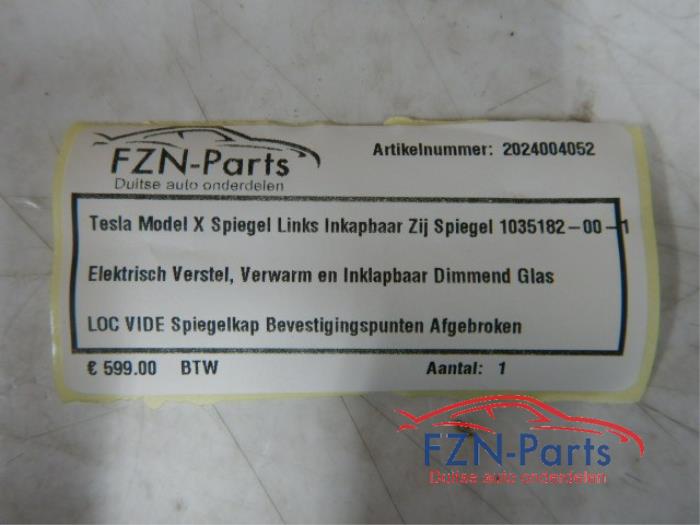 FZN-Parts
Duitse auto onderdelen
Artikelnummer: 2024004052
Tesla Model X Spiegel Links Inkapbaar Zij Spiegel 1035182-00-1
Elektrisch Verstel, Verwarm en Inklapbaar Dimmend Glas
LOC VIDE Spiegelkap Bevestigingspunten Afgebroken
€ 599.00 BTW Aantal: 1
FZN-Parts
Duitse auto onderdelen